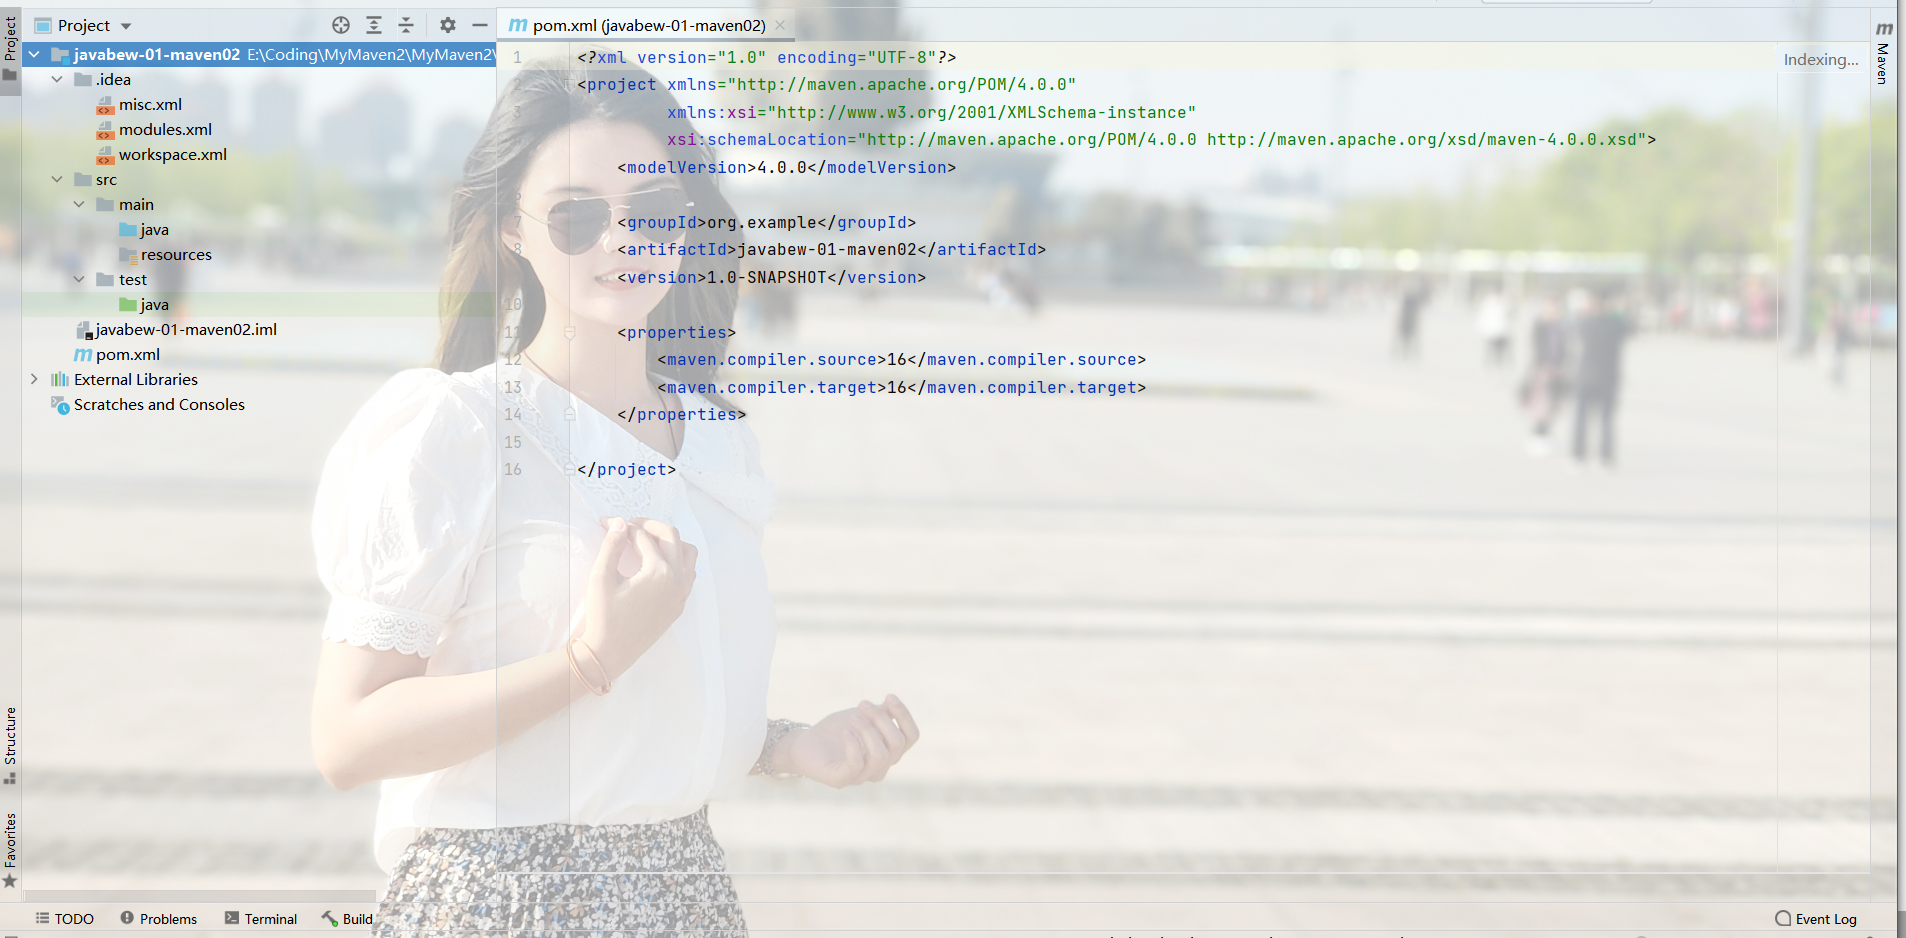 Project
pom.xml (javabew-01-maven02)
javabew-01-maven02 E:\Coding\MyMaven2\MyMaven2\
.idea
misc.xml
modules.xml
workspace.xml
src
main
java
resources
test
java
javabew-01-maven02.iml
pom.xml
External Libraries
Scratches and Consoles
1 <?xml version="1.0" encoding="UTF-8"?>
2 <project xmlns="http://maven.apache.org/POM/4.0.0"
3 xmlns:xsi="http://www.w3.org/2001/XMLSchema-instance"
xsi:schemaLocation="http://maven.apache.org/POM/4.0.0 http://maven.apache.org/xsd/maven-4.0.0.xsd">
<modelVersion>4.0.0</modelVersion>
7 <groupId>org.example</groupId>
8 <artifactId>javabew-01-maven02</artifactId>
<version>1.0-SNAPSHOT</version>
10
11 <properties>
12 <maven.compiler.source>16</maven.compiler.source>
13 <maven.compiler.target>16</maven.compiler.target>
14 </properties>
15
16 </project>
Indexing...
Maven
Project
Structure
Favorites
TODO
Problems
Terminal
Build
Event Log